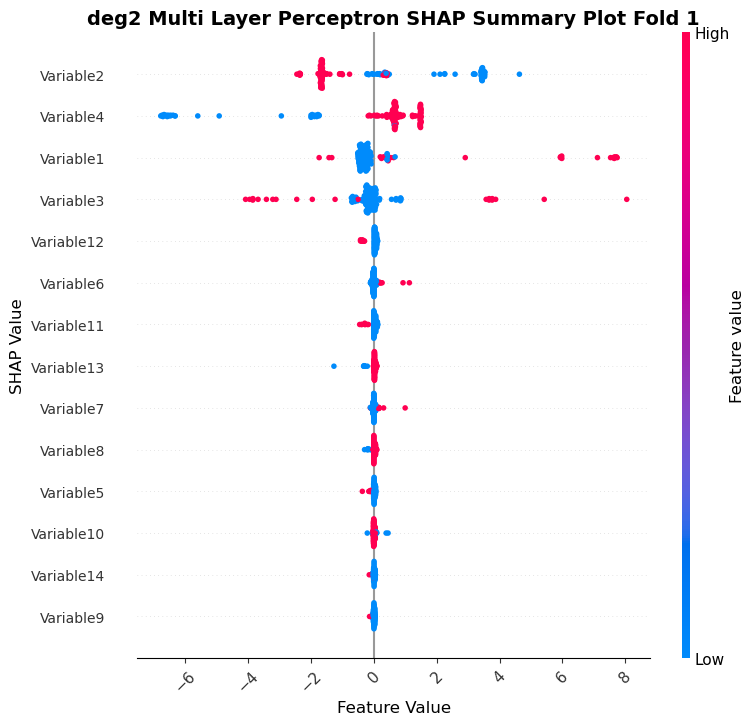 deg2 Multi Layer Perceptron SHAP Summary Plot Fold 1
High
Variable2
Variable4
Variable1
Variable3
Variable12
Variable6
Variable11
Variable13
Variable7
Variable8
Variable5
Variable10
Variable14
Variable9
SHAP Value
Feature value
Low
−6 −4 −2 0 2 4 6 8
Feature Value